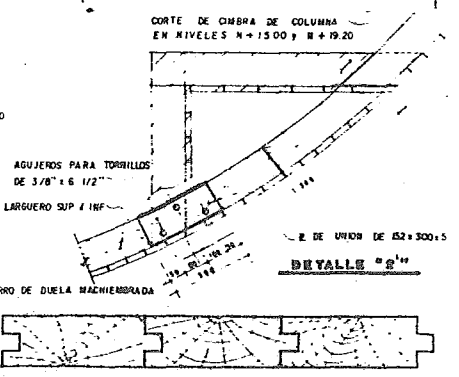 CORTE DE CIMBRA DE COLUMNA
EN NIVELES N+15.00 y N+19.20
AGUJEROS PARA TORNILLOS
DE 3/8" x 6 1/2"
LARGUERO SUP E INF
DE UNION DE 152 x 300 x 5
DETALLE
RRO DE DUELA MACHIEMBRADA